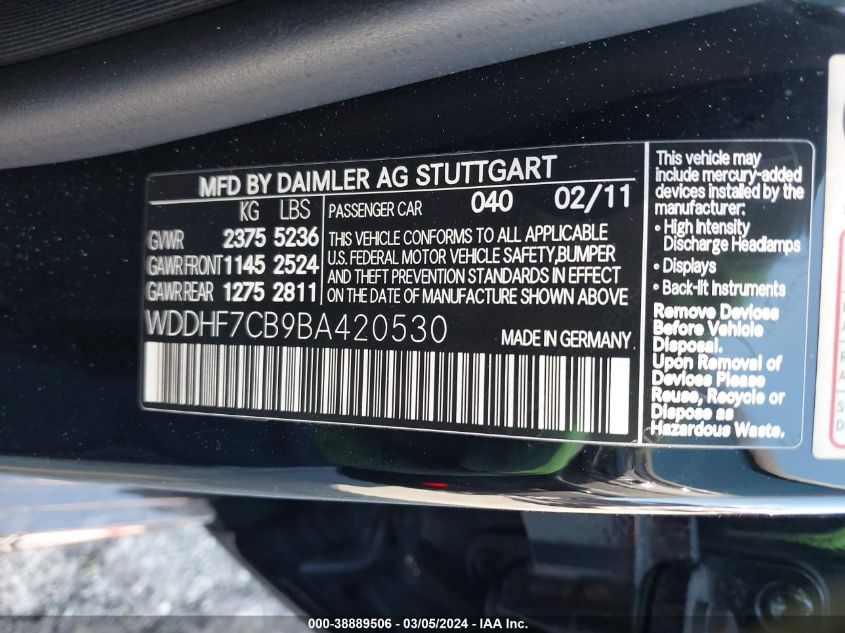 MFD BY DAIMLER AG STUTTGART
KG LBS
GVWR 2375 5236
GAWR FRONT 1145 2524
GAWR REAR 1275 2811
PASSENGER CAR 040 02/11
THIS VEHICLE CONFORMS TO ALL APPLICABLE
U.S. FEDERAL MOTOR VEHICLE SAFETY,BUMPER
AND THEFT PREVENTION STANDARDS IN EFFECT
ON THE DATE OF MANUFACTURE SHOWN ABOVE
WDDHF7CB9BA420530
MADE IN GERMANY
This vehicle may
include mercury-added
devices installed by the
manufacturer:
• High Intensity
Discharge Headlamps
• Displays
• Back-lit Instruments
Remove Devices
Before Vehicle
Disposal.
Upon Removal of
Devices Please
Reuse, Recycle or
Dispose as
Hazardous Waste.
000-38889506 - 03/05/2024 - IAA Inc.